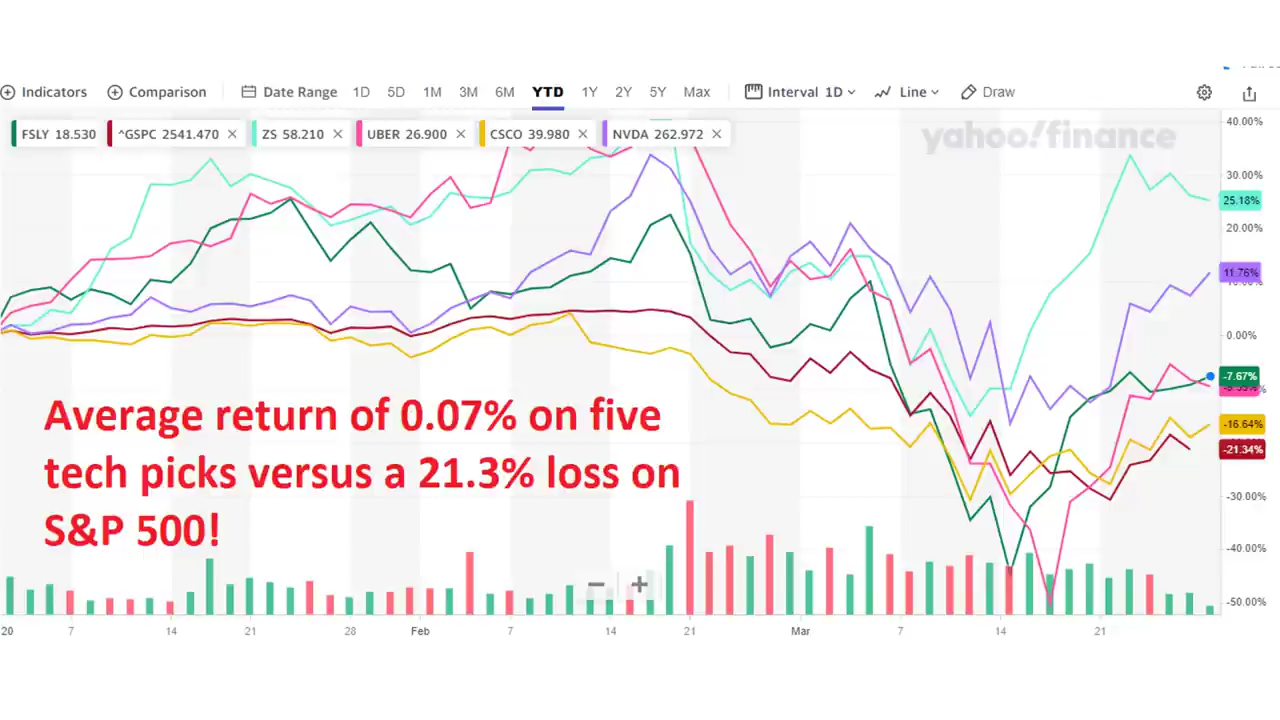 Indicators Comparison Date Range 1D 5D 1M 3M 6M YTD 1Y 2Y 5Y Max Interval 1D Line Draw
FSLY 18.530 ^GSPC 2541.470 ZS 58.210 UBER 26.900 CSCO 39.980 NVDA 262.972
yahoo!finance
40.00%
30.00%
25.18%
20.00%
11.76%
10.00%
0.00%
-7.67%
-16.64%
-21.34%
-30.00%
-40.00%
-50.00%
Average return of 0.07% on five
tech picks versus a 21.3% loss on
S&P 500!
20 7 14 21 28 Feb 7 14 21 Mar 7 14 21